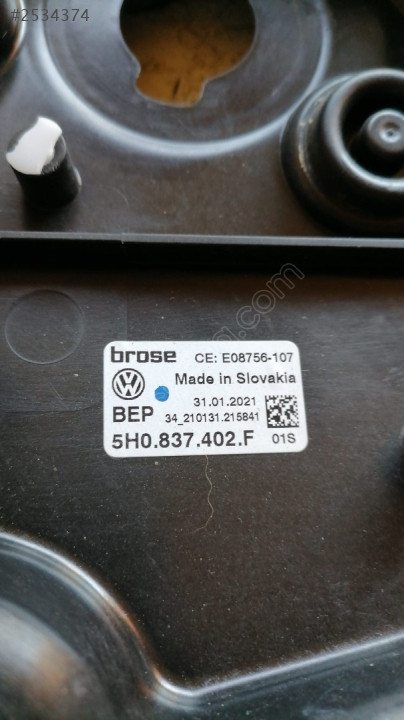 #2534374
brose CE: E08756-107
Made in Slovakia
31.01.2021
BEP 34_210131.215841
5H0.837.402.F 01S